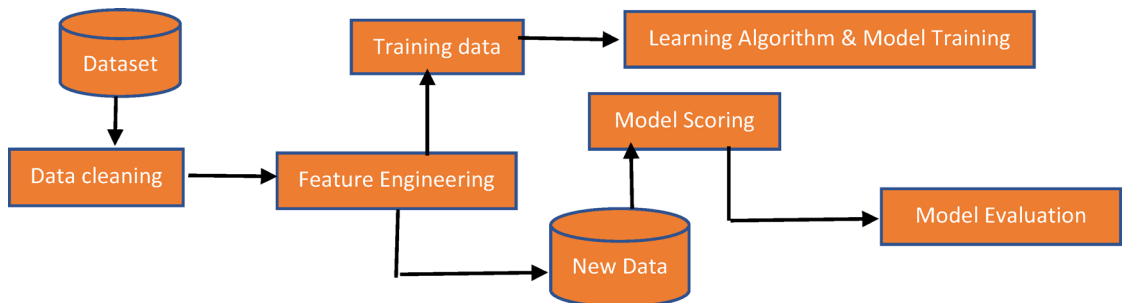 Dataset
Training data
Learning Algorithm & Model Training
Data cleaning
Feature Engineering
Model Scoring
New Data
Model Evaluation